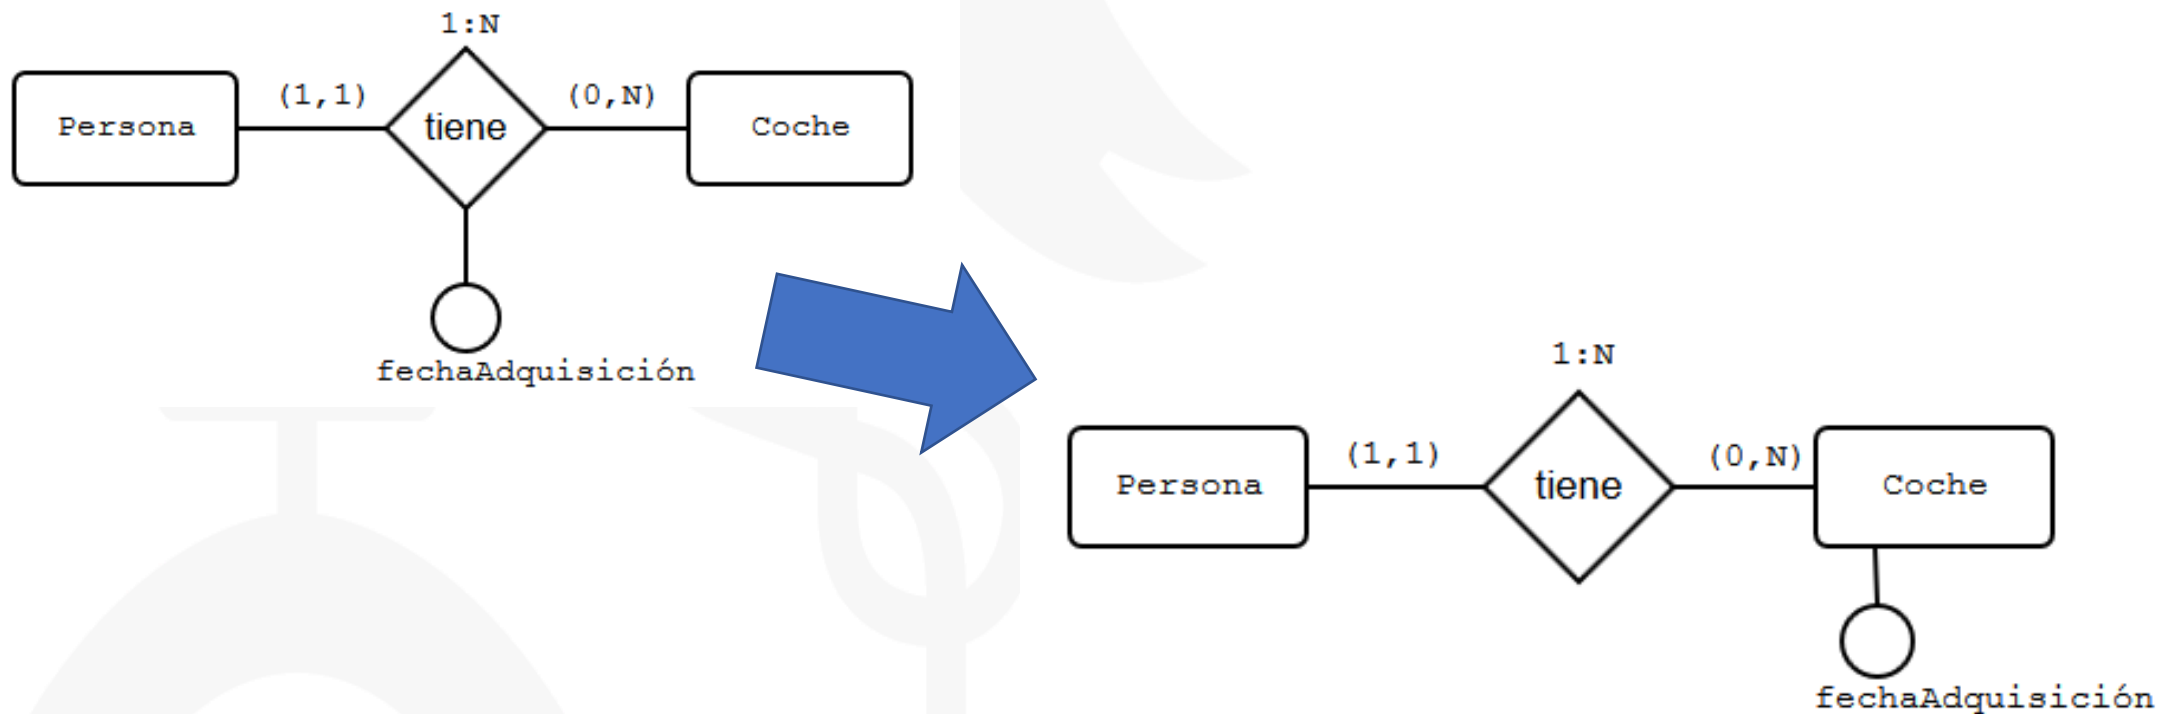 1:N
Persona (1,1) tiene (0,N) Coche
fechaAdquisición
1:N
Persona (1,1) tiene (0,N) Coche
fechaAdquisición